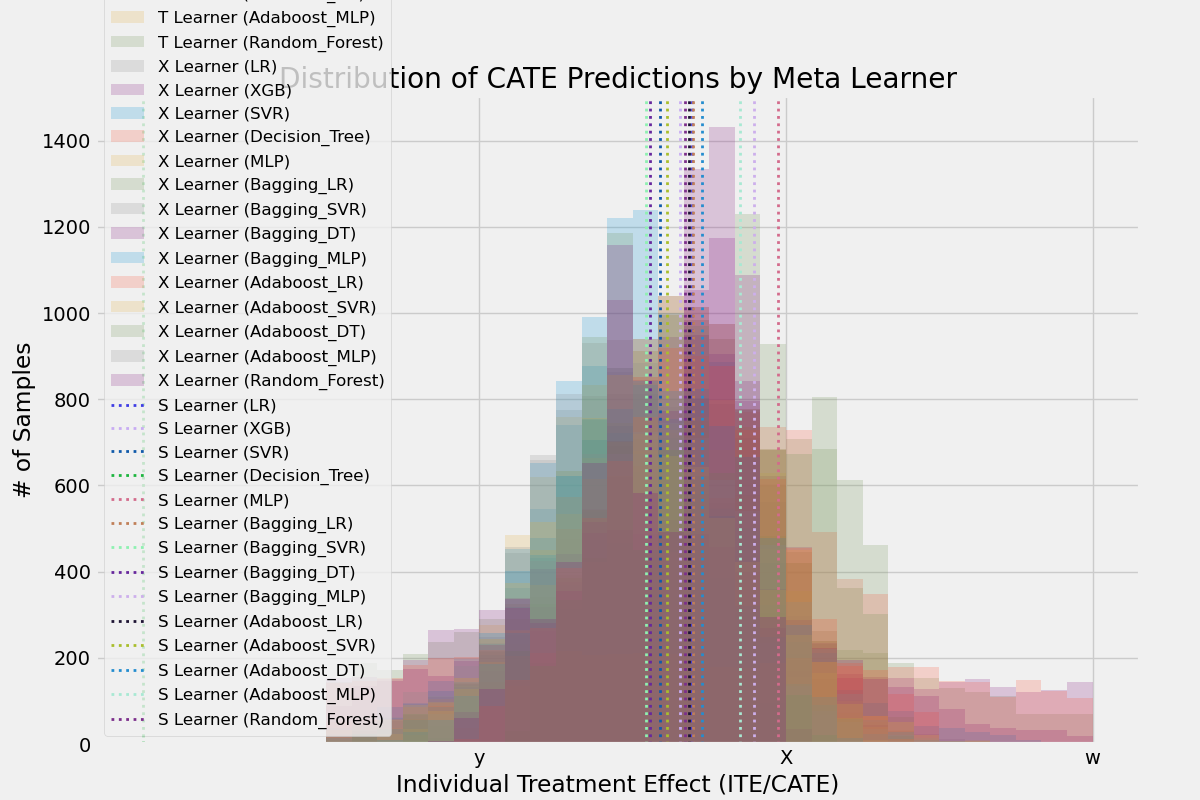 T Learner (Adaboost_MLP)
T Learner (Random_Forest)
X Learner (LR)
X Learner (XGB)
X Learner (SVR)
X Learner (Decision_Tree)
X Learner (MLP)
X Learner (Bagging_LR)
X Learner (Bagging_SVR)
X Learner (Bagging_DT)
X Learner (Bagging_MLP)
X Learner (Adaboost_LR)
X Learner (Adaboost_SVR)
X Learner (Adaboost_DT)
X Learner (Adaboost_MLP)
X Learner (Random_Forest)
S Learner (LR)
S Learner (XGB)
S Learner (SVR)
S Learner (Decision_Tree)
S Learner (MLP)
S Learner (Bagging_LR)
S Learner (Bagging_SVR)
S Learner (Bagging_DT)
S Learner (Bagging_MLP)
S Learner (Adaboost_LR)
S Learner (Adaboost_SVR)
S Learner (Adaboost_DT)
S Learner (Adaboost_MLP)
S Learner (Random_Forest)
Distribution of CATE Predictions by Meta Learner
1400
1200
1000
800
600
400
200
0
# of Samples
y X w
Individual Treatment Effect (ITE/CATE)